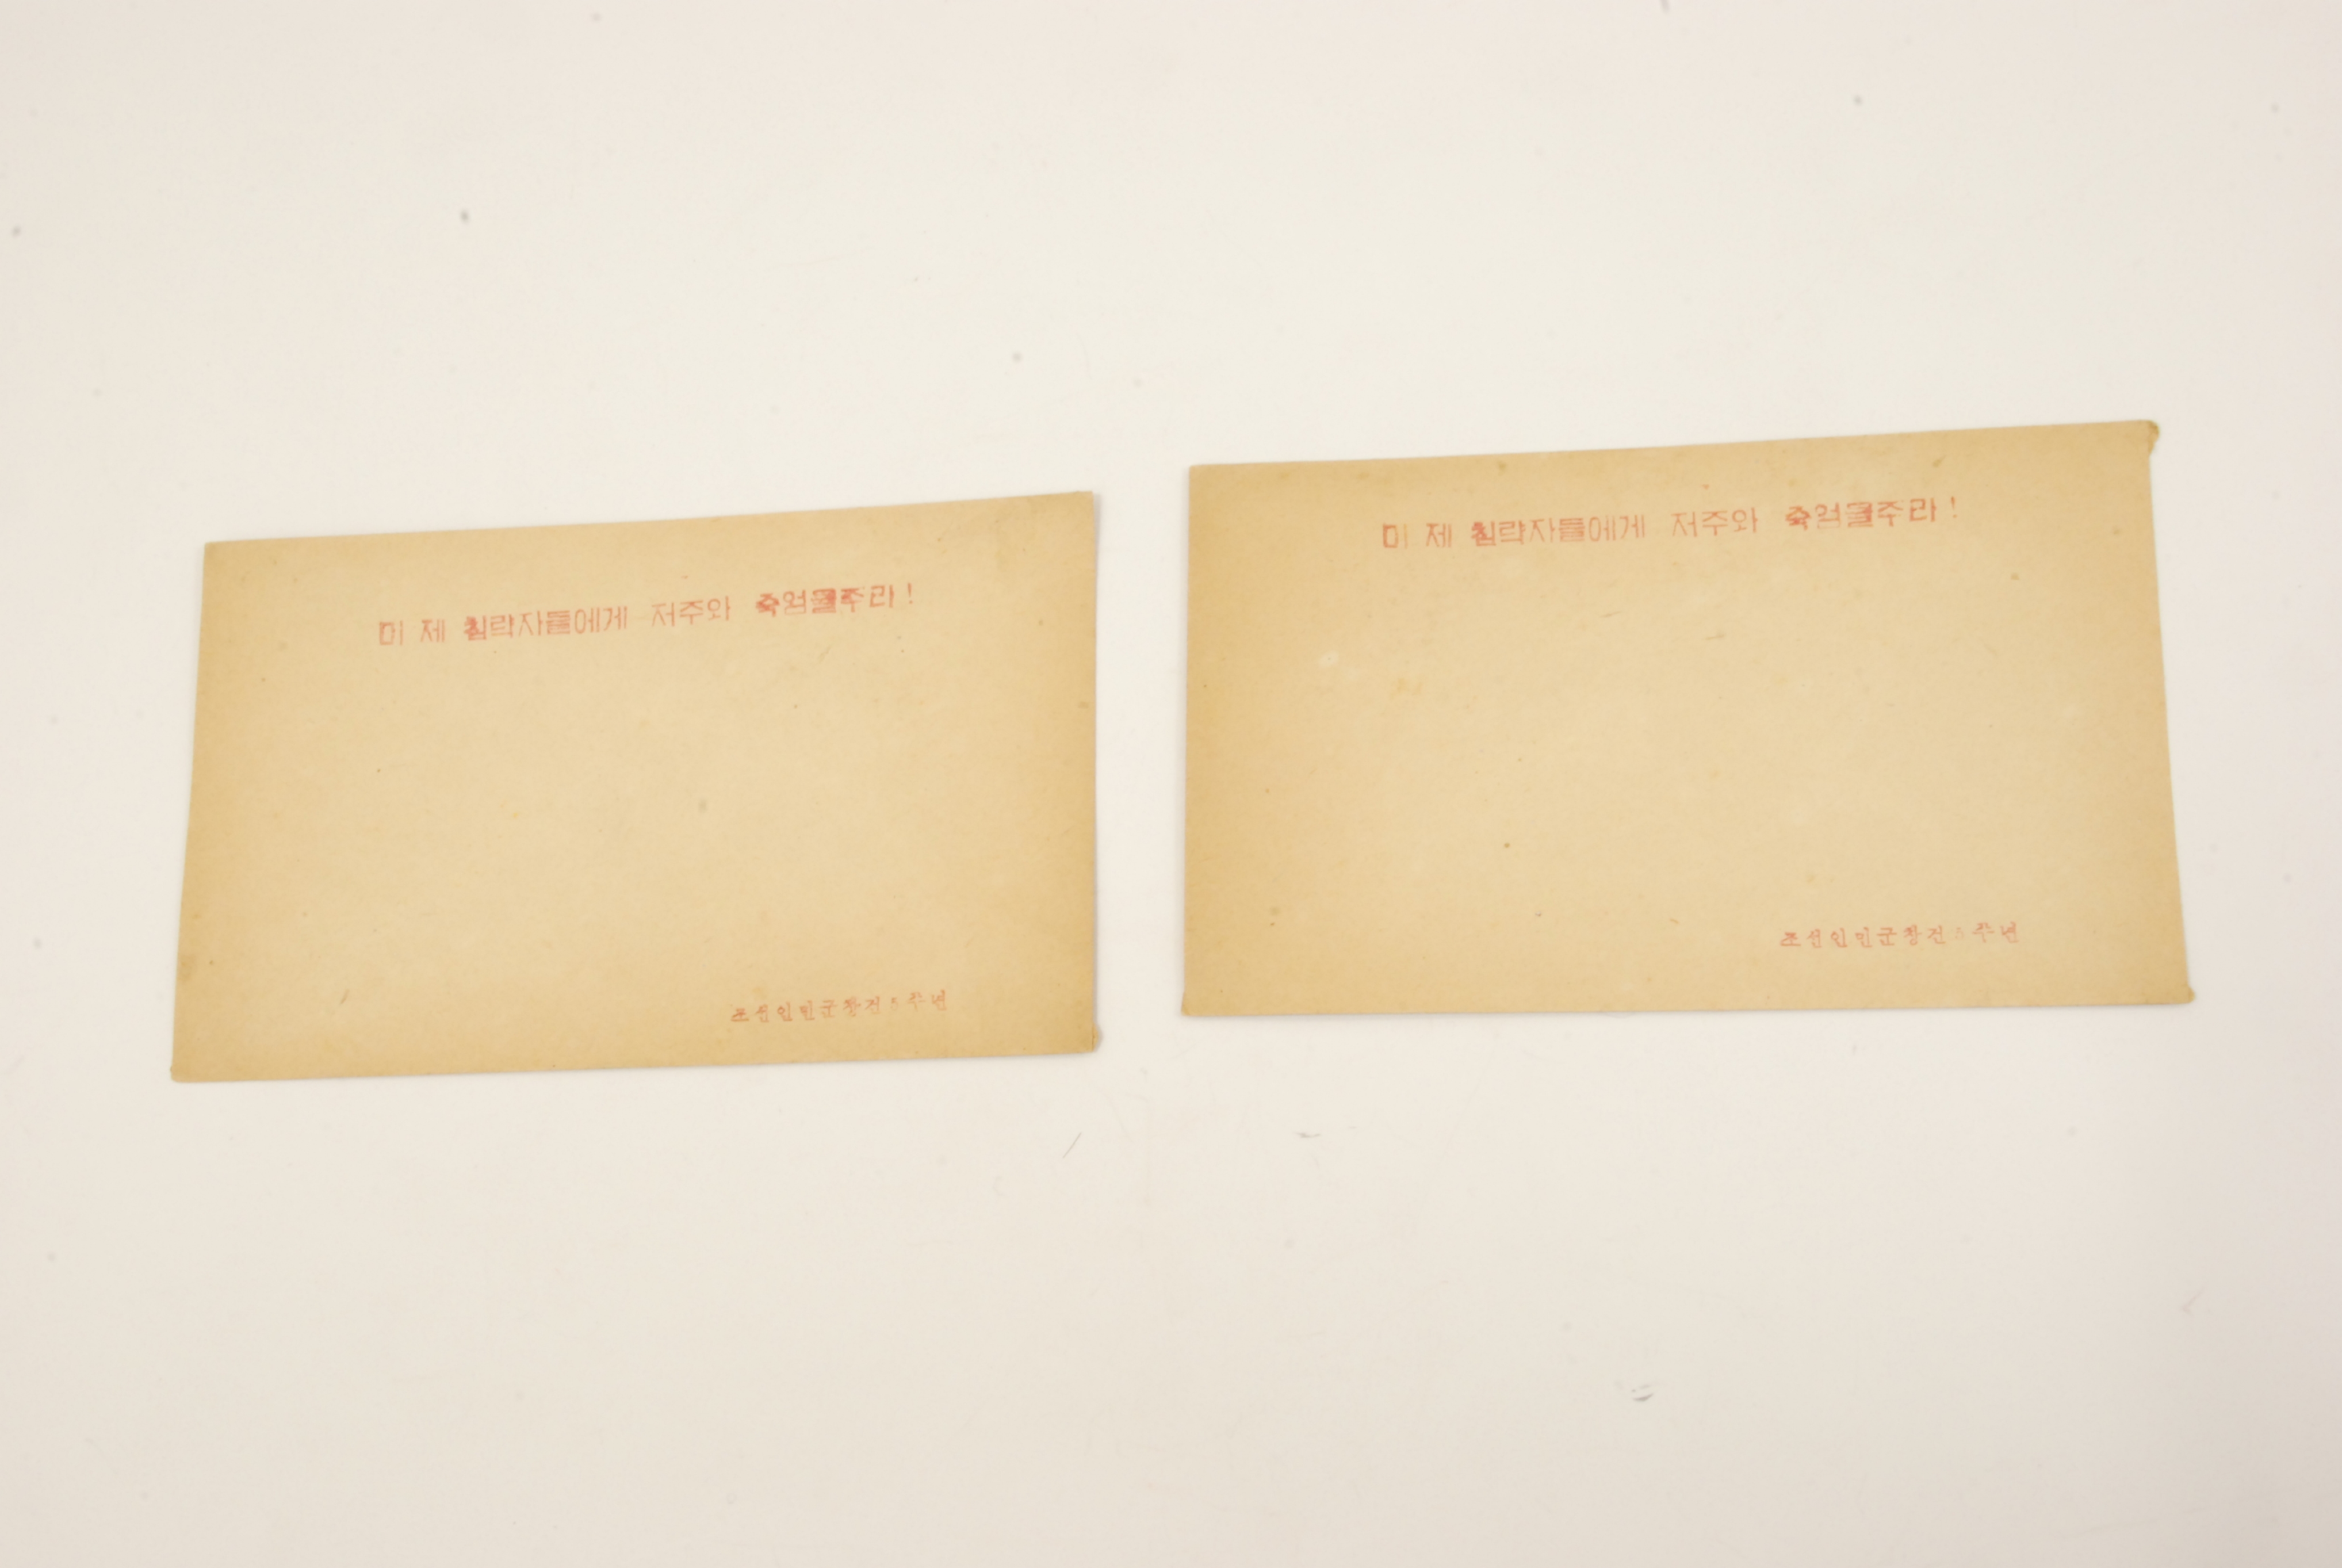 미 제 침략자들에게 저주와 죽엄을주라!
조선인민군창건5주년
미 제 침략자들에게 저주와 죽엄을주라!
조선인민군창건5주년